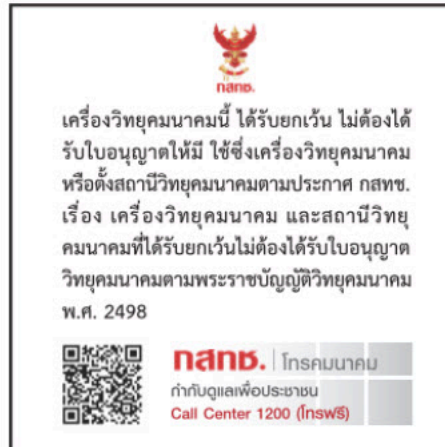 กสทช.
เครื่องวิทยุคมนาคมนี้ ได้รับยกเว้น ไม่ต้องได้
รับใบอนุญาตให้มี ใช้ซึ่งเครื่องวิทยุคมนาคม
หรือตั้งสถานีวิทยุคมนาคมตามประกาศ กสทช.
เรื่อง เครื่องวิทยุคมนาคม และสถานีวิทยุ
คมนาคมที่ได้รับยกเว้นไม่ต้องได้รับใบอนุญาต
วิทยุคมนาคมตามพระราชบัญญัติวิทยุคมนาคม
พ.ศ. 2498
กสทช. | โทรคมนาคม
กำกับดูแลเพื่อประชาชน
Call Center 1200 (โทรฟรี)